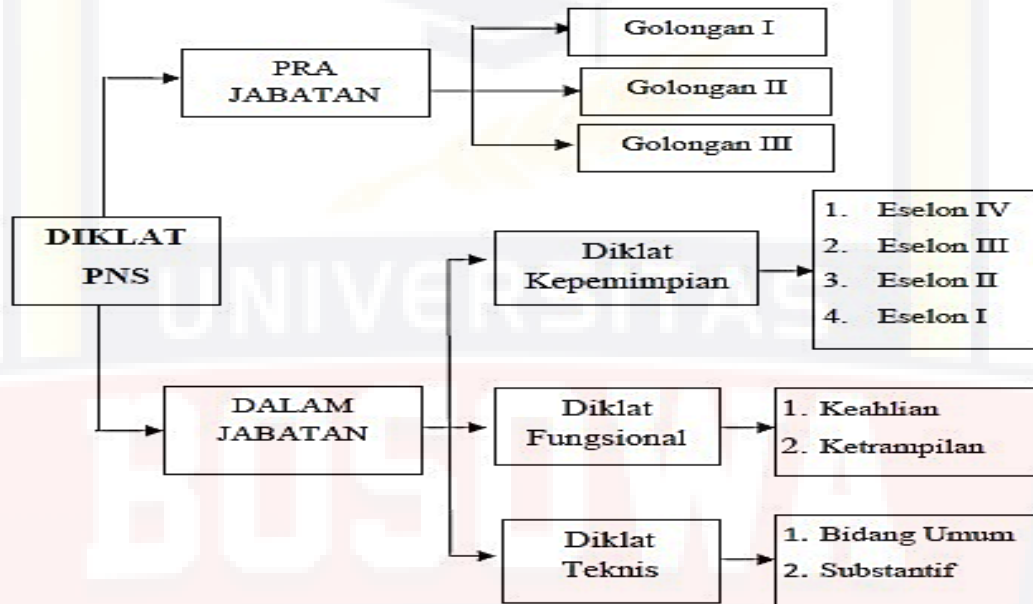 PRA
JABATAN
Golongan I
Golongan II
Golongan III
DIKLAT
PNS
Diklat
Kepemimpian
1. Eselon IV
2. Eselon III
3. Eselon II
4. Eselon I
DALAM
JABATAN
Diklat
Fungsional
1. Keahlian
2. Ketrampilan
Diklat
Teknis
1. Bidang Umum
2. Substantif
UNIVERSITAS
BOSOWA